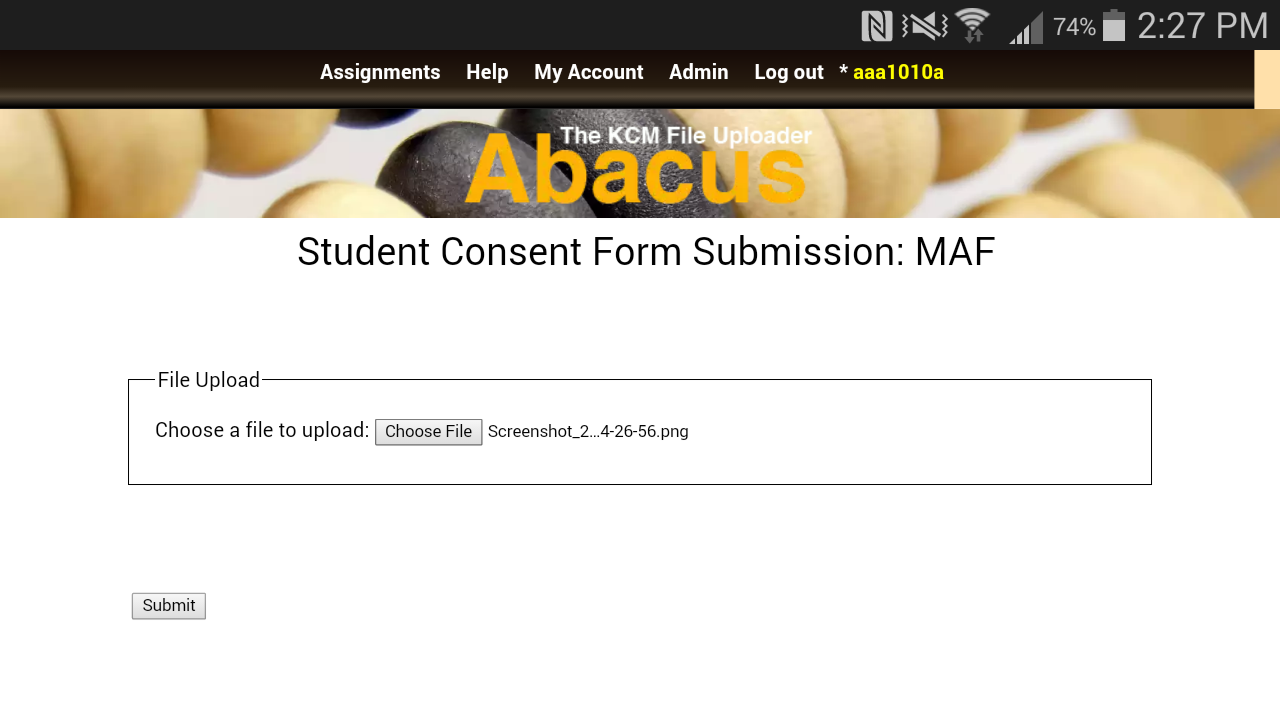 74% 2:27 PM
Assignments Help My Account Admin Log out * aaa1010a
The KCM File Uploader
Abacus
Student Consent Form Submission: MAF
File Upload
Choose a file to upload: Choose File Screenshot_2...4-26-56.png
Submit